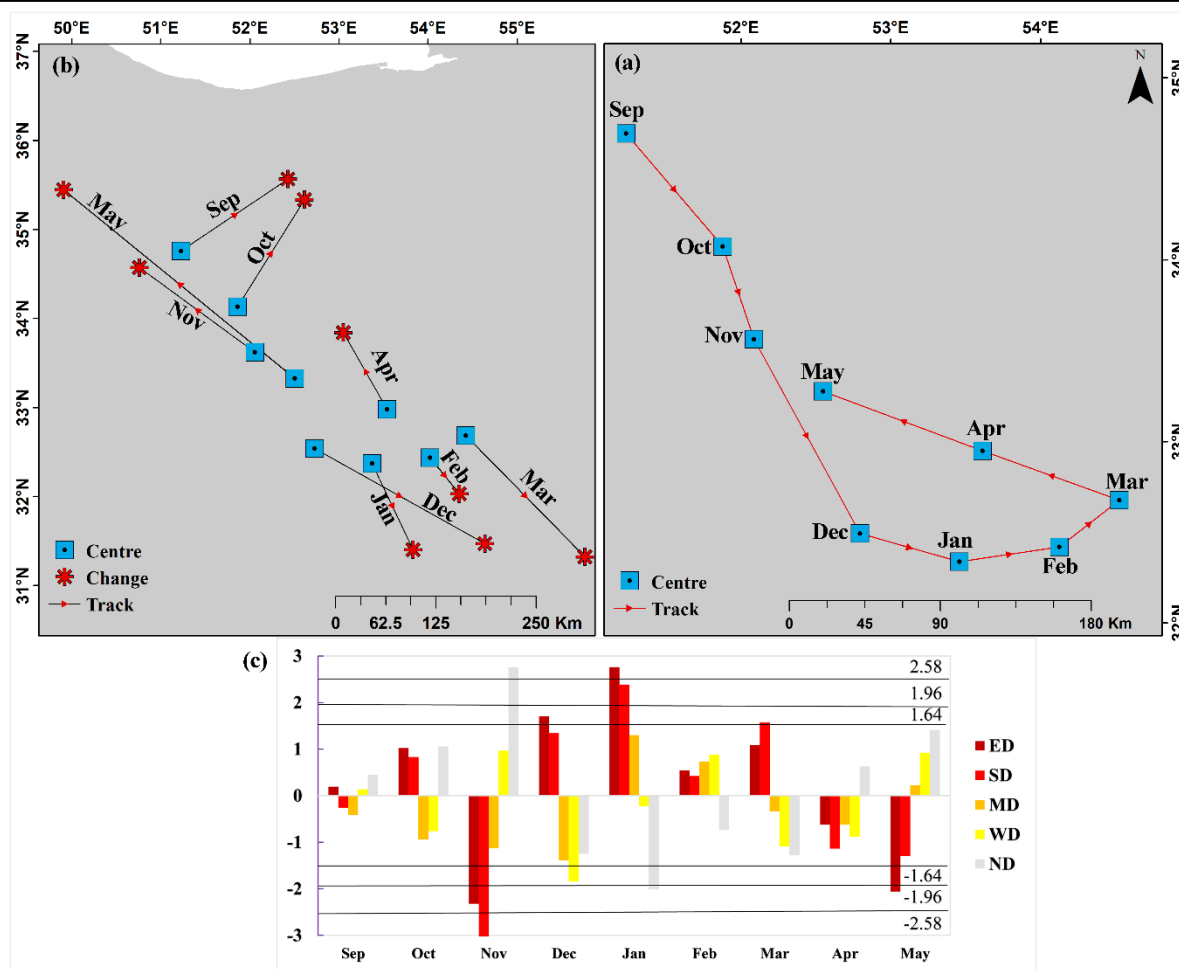 50°E 51°E 52°E 53°E 54°E 55°E
52°E 53°E 54°E
(b)
37°N
36°N
35°N
34°N
33°N
32°N
31°N
May
Sep
Oct
Nov
Apr
Feb
Mar
Jan
Dec
Centre
Change
Track
0 62.5 125 250 Km
(a)
N
35°N
34°N
33°N
32°N
Sep
Oct
Nov
May
Apr
Mar
Dec
Jan
Feb
Centre
Track
0 45 90 180 Km
(c)
3
2
1
0
-1
-2
-3
2.58
1.96
1.64
-1.64
-1.96
-2.58
Sep Oct Nov Dec Jan Feb Mar Apr May
ED
SD
MD
WD
ND